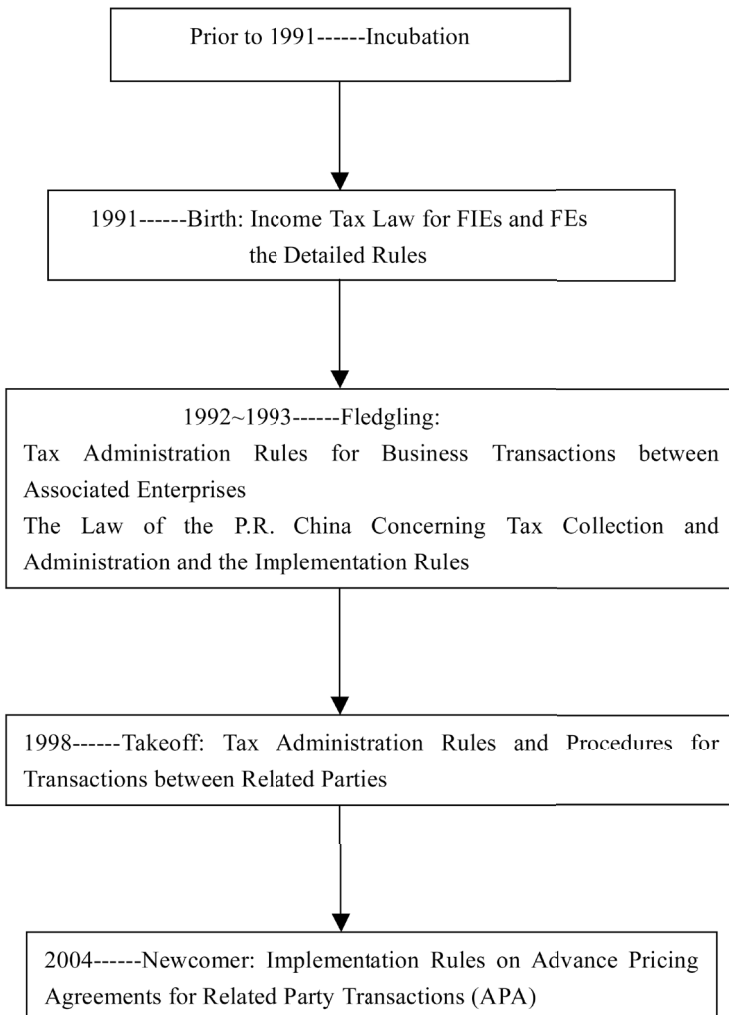 Prior to 1991------Incubation
1991------Birth: Income Tax Law for FIEs and FEs
the Detailed Rules
1992~1993------Fledgling:
Tax Administration Rules for Business Transactions between
Associated Enterprises
The Law of the P.R. China Concerning Tax Collection and
Administration and the Implementation Rules
1998------Takeoff: Tax Administration Rules and Procedures for
Transactions between Related Parties
2004------Newcomer: Implementation Rules on Advance Pricing
Agreements for Related Party Transactions (APA)